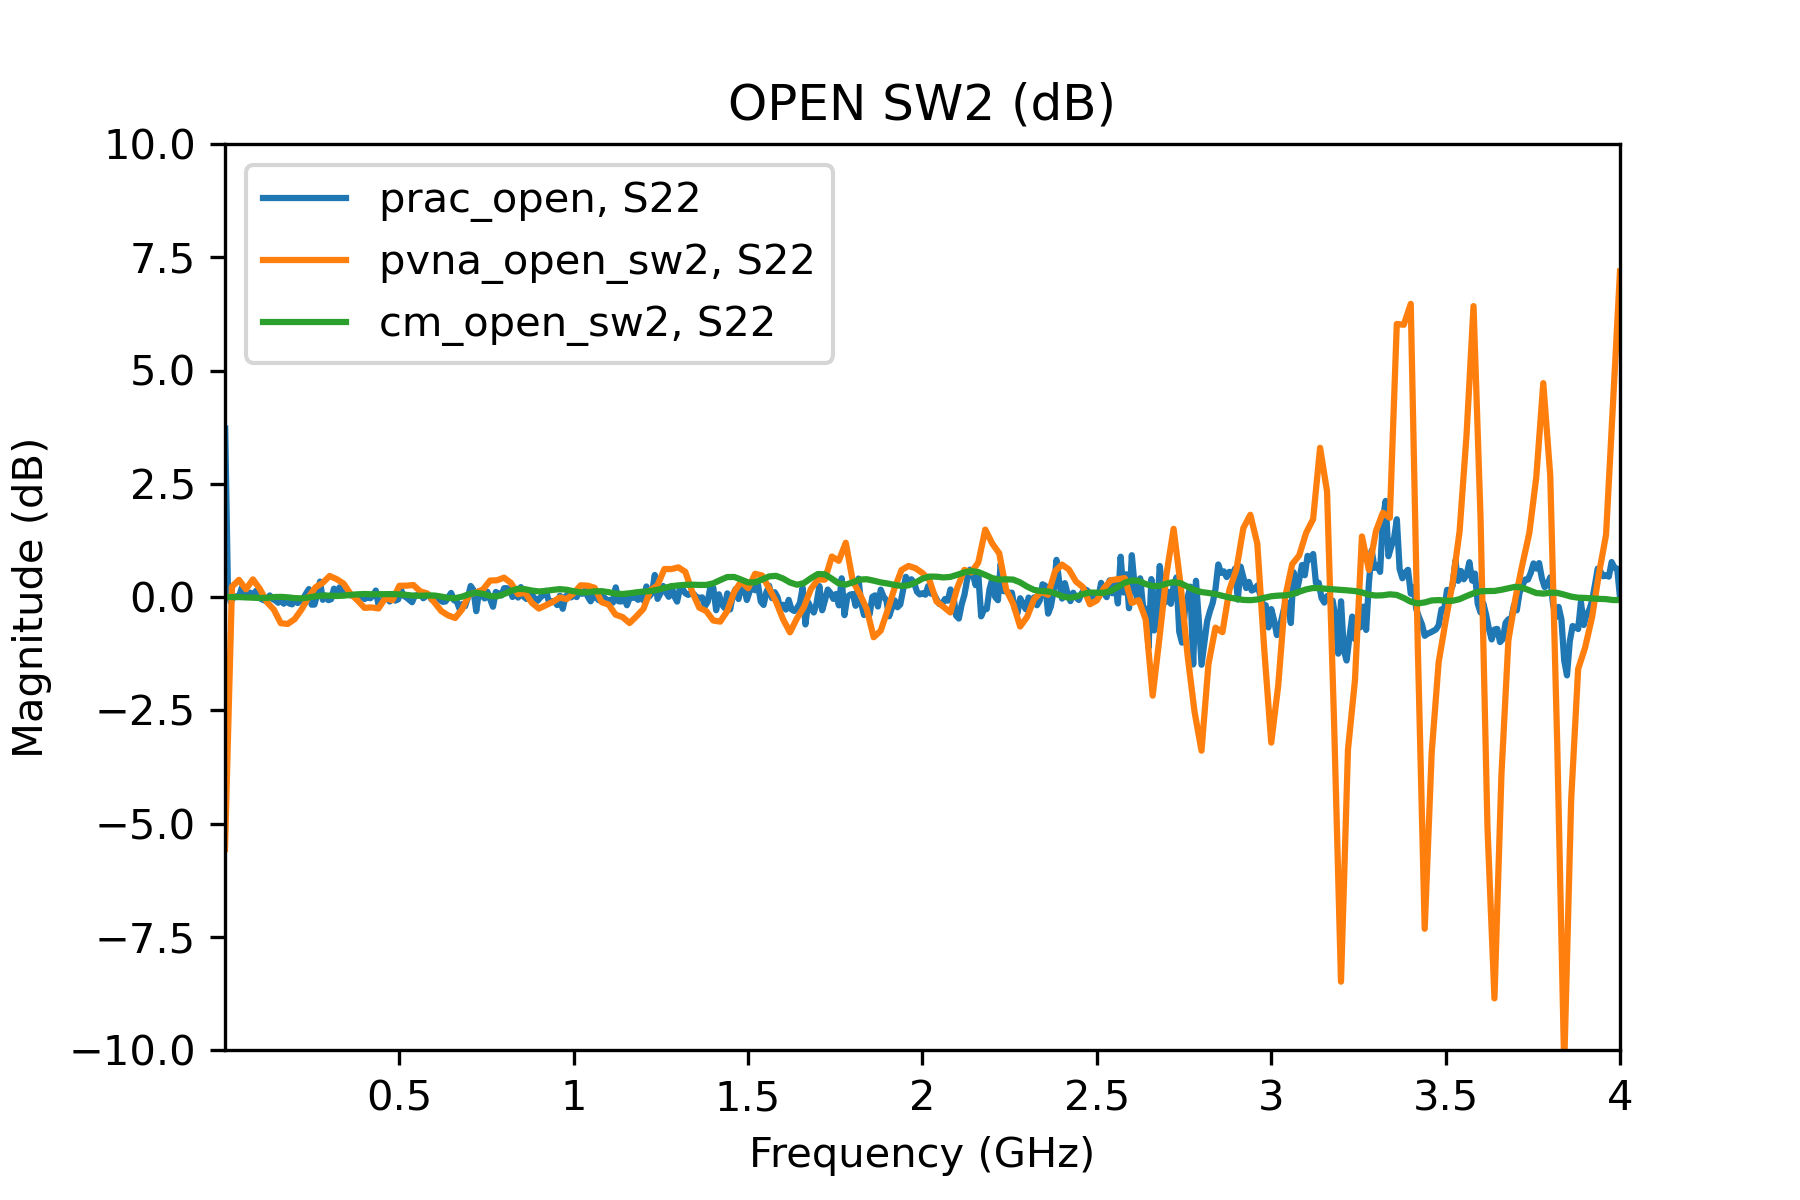 OPEN SW2 (dB)
10.0
7.5
5.0
2.5
0.0
−2.5
−5.0
−7.5
−10.0
Magnitude (dB)
prac_open, S22
pvna_open_sw2, S22
cm_open_sw2, S22
0.5 1 1.5 2 2.5 3 3.5 4
Frequency (GHz)